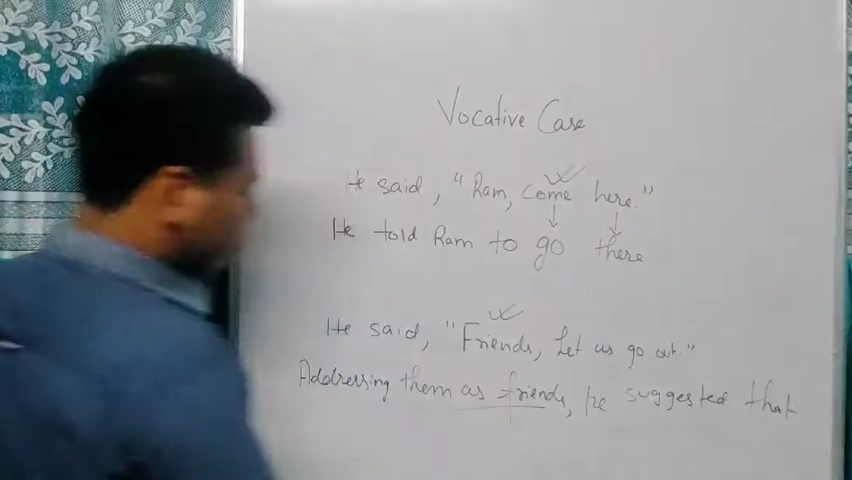 Vocative Case
He said, "Ram, come here."
He told Ram to go there
He said, "Friends, Let us go out."
Addressing them as friends, he suggested that